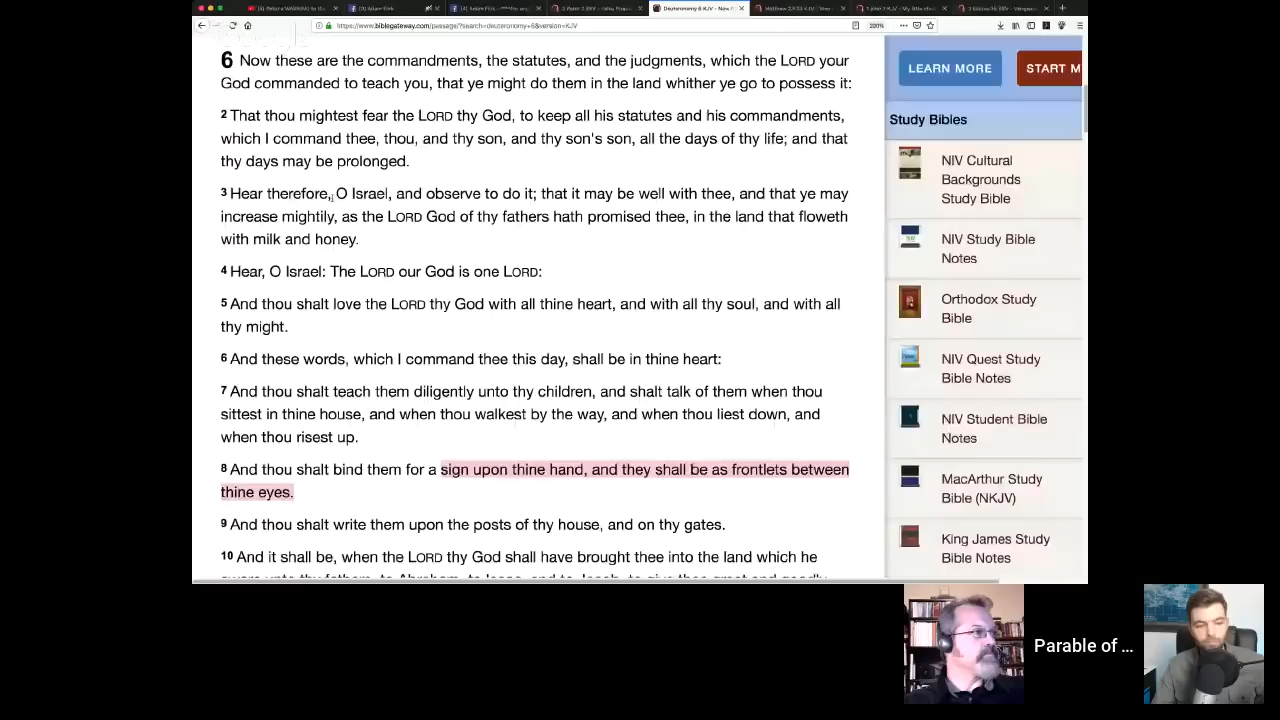 https://www.biblegateway.com/passage/?search=deuteronomy+6&version=KJV
200%
6 Now these are the commandments, the statutes, and the judgments, which the LORD your
God commanded to teach you, that ye might do them in the land whither ye go to possess it:
2 That thou mightest fear the LORD thy God, to keep all his statutes and his commandments,
which I command thee, thou, and thy son, and thy son's son, all the days of thy life; and that
thy days may be prolonged.
3 Hear therefore, O Israel, and observe to do it; that it may be well with thee, and that ye may
increase mightily, as the LORD God of thy fathers hath promised thee, in the land that floweth
with milk and honey.
4 Hear, O Israel: The LORD our God is one LORD:
5 And thou shalt love the LORD thy God with all thine heart, and with all thy soul, and with all
thy might.
6 And these words, which I command thee this day, shall be in thine heart:
7 And thou shalt teach them diligently unto thy children, and shalt talk of them when thou
sittest in thine house, and when thou walkest by the way, and when thou liest down, and
when thou risest up.
8 And thou shalt bind them for a sign upon thine hand, and they shall be as frontlets between
thine eyes.
9 And thou shalt write them upon the posts of thy house, and on thy gates.
10 And it shall be, when the LORD thy God shall have brought thee into the land which he
LEARN MORE
START M
Study Bibles
NIV Cultural
Backgrounds
Study Bible
NIV Study Bible
Notes
Orthodox Study
Bible
NIV Quest Study
Bible Notes
NIV Student Bible
Notes
MacArthur Study
Bible (NKJV)
King James Study
Bible Notes
Parable of ...